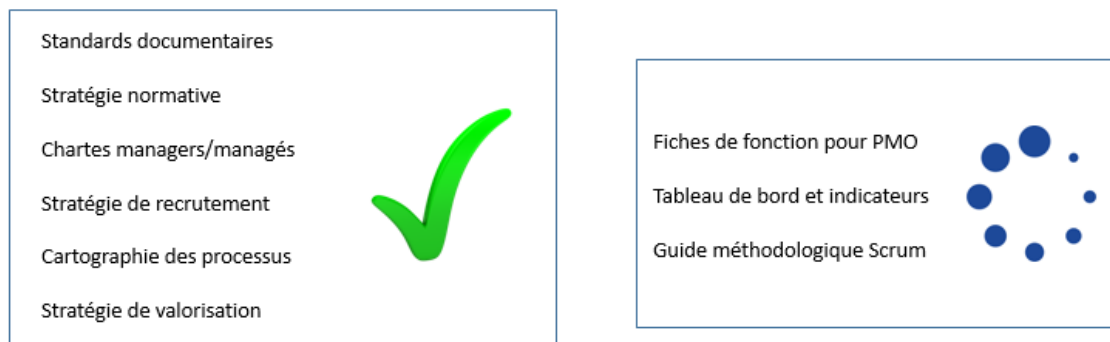 Standards documentaires
Stratégie normative
Chartes managers/managés
Stratégie de recrutement
Cartographie des processus
Stratégie de valorisation
Fiches de fonction pour PMO
Tableau de bord et indicateurs
Guide méthodologique Scrum